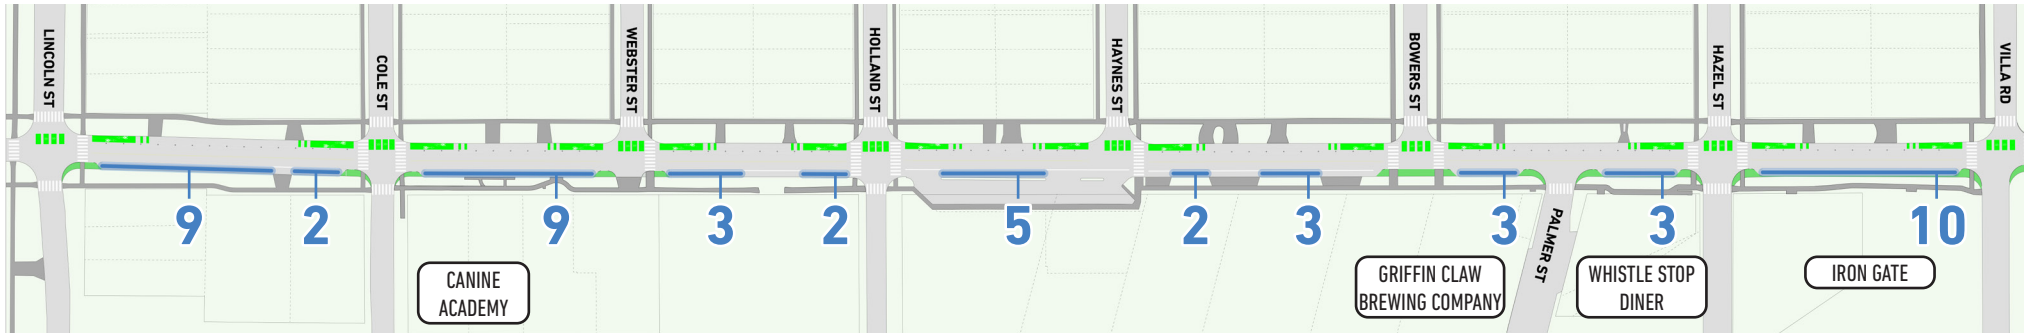 LINCOLN ST
COLE ST
WEBSTER ST
HOLLAND ST
HAYNES ST
BOWERS ST
HAZEL ST
VILLA RD
9
2
9
3
2
5
2
3
3
3
10
PALMER ST
CANINE
ACADEMY
GRIFFIN CLAW
BREWING COMPANY
WHISTLE STOP
DINER
IRON GATE